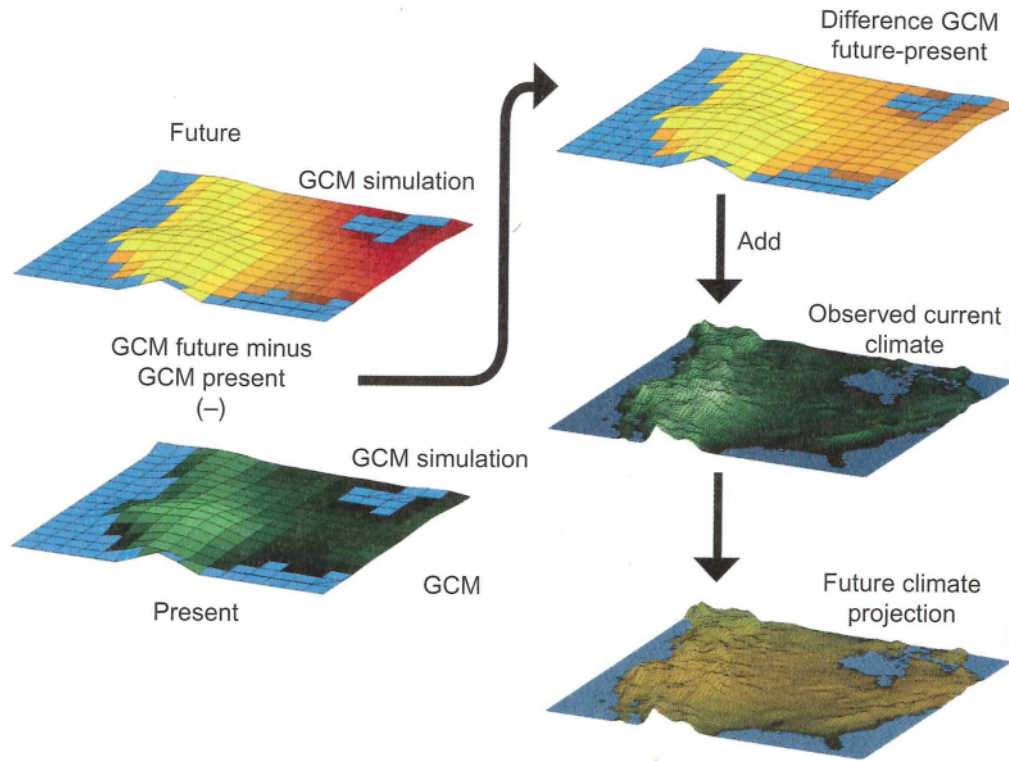 Future
GCM simulation
GCM future minus
GCM present
(–)
GCM simulation
GCM
Present
Difference GCM
future-present
Add
Observed current
climate
Future climate
projection